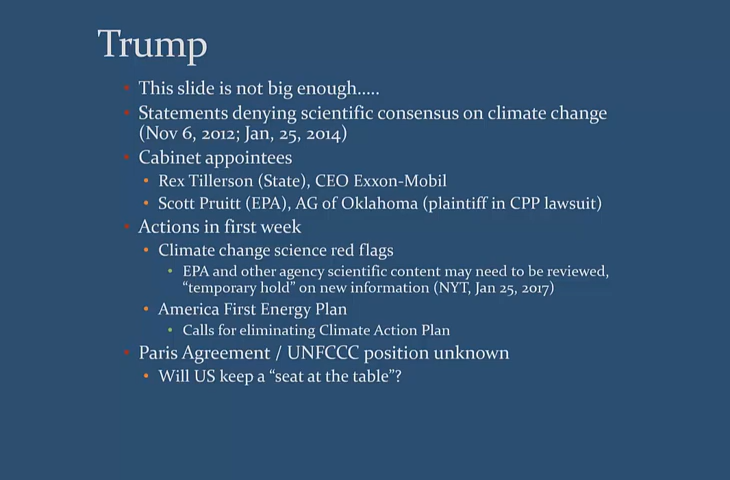 Trump
This slide is not big enough.....
Statements denying scientific consensus on climate change
(Nov 6, 2012; Jan, 25, 2014)
Cabinet appointees
Rex Tillerson (State), CEO Exxon-Mobil
Scott Pruitt (EPA), AG of Oklahoma (plaintiff in CPP lawsuit)
Actions in first week
Climate change science red flags
EPA and other agency scientific content may need to be reviewed,
“temporary hold” on new information (NYT, Jan 25, 2017)
America First Energy Plan
Calls for eliminating Climate Action Plan
Paris Agreement / UNFCCC position unknown
Will US keep a “seat at the table”?